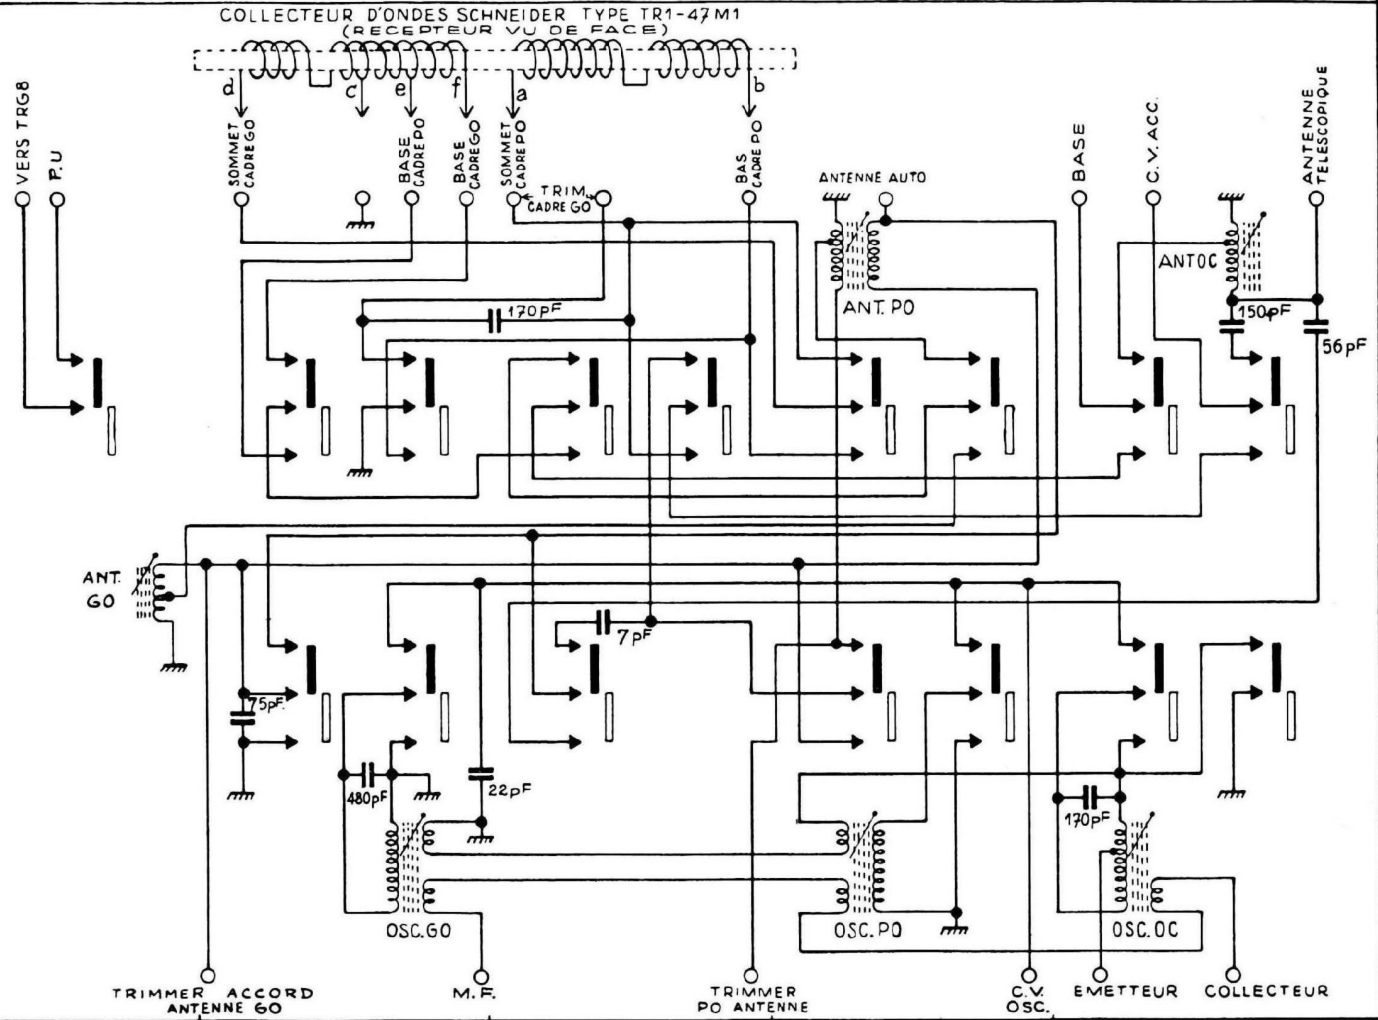 COLLECTEUR D'ONDES SCHNEIDER TYPE TR1-47M1
(RECEPTEUR VU DE FACE)
d
c
e
f
a
b
VERS TRG8
P.U
SOMMET
CADRE GO
BASE
CADRE PO
BASE
CADRE GO
SOMMET
CADRE PO
TRIM.
CADRE GO
BAS
CADRE PO
ANTENNE AUTO
BASE
C.V. ACC.
ANTENNE
TELESCOPIQUE
ANT OC
ANT. PO
170pF
150pF
56pF
ANT.
GO
7pF
75pF.
480pF
22pF
170pF
OSC.GO
OSC.PO
OSC.OC
TRIMMER ACCORD
ANTENNE GO
M.F.
TRIMMER
PO ANTENNE
C.V.
OSC.
EMETTEUR
COLLECTEUR